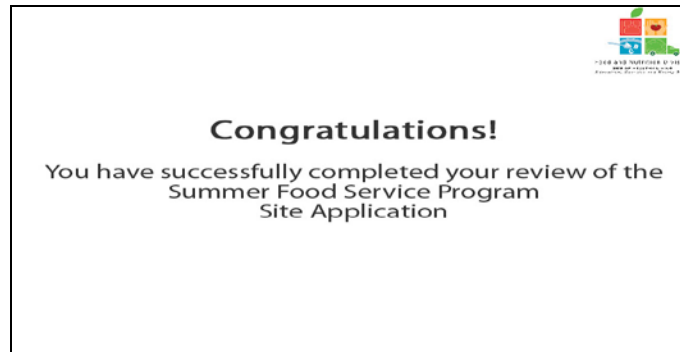 Congratulations!
You have successfully completed your review of the
Summer Food Service Program
Site Application